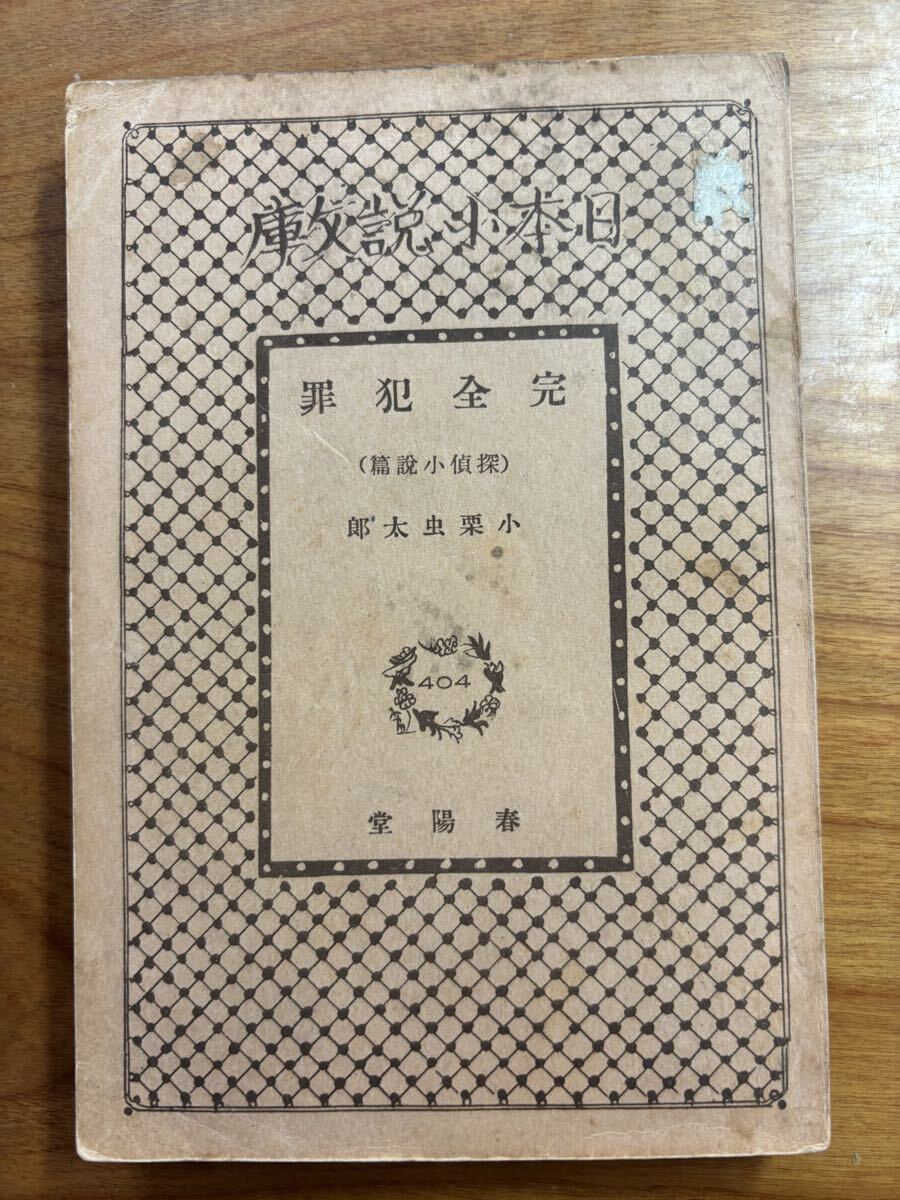 日本小説文庫
完全犯罪
（探偵小說篇）
小栗虫太郎
404
春陽堂